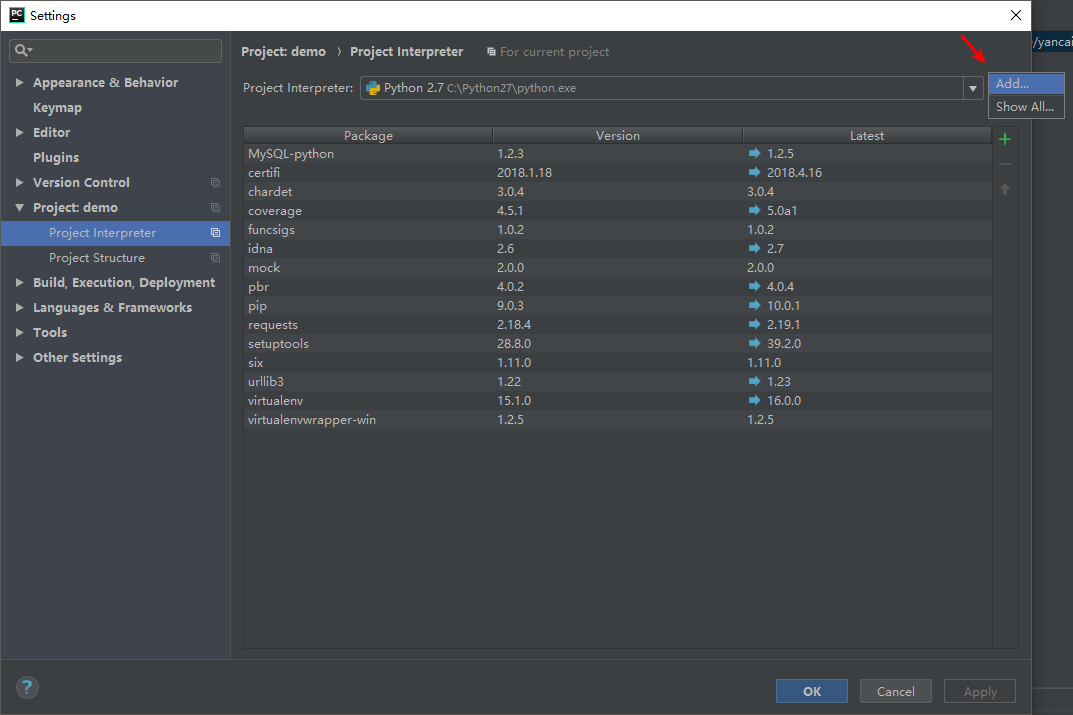 PC Settings
Appearance & Behavior
Keymap
Editor
Plugins
Version Control
Project: demo
Project Interpreter
Project Structure
Build, Execution, Deployment
Languages & Frameworks
Tools
Other Settings
Project: demo › Project Interpreter For current project
Project Interpreter: Python 2.7 C:\Python27\python.exe
/yancai
Add...
Show All...
Package Version Latest
MySQL-python 1.2.3 1.2.5
certifi 2018.1.18 2018.4.16
chardet 3.0.4 3.0.4
coverage 4.5.1 5.0a1
funcsigs 1.0.2 1.0.2
idna 2.6 2.7
mock 2.0.0 2.0.0
pbr 4.0.2 4.0.4
pip 9.0.3 10.0.1
requests 2.18.4 2.19.1
setuptools 28.8.0 39.2.0
six 1.11.0 1.11.0
urllib3 1.22 1.23
virtualenv 15.1.0 16.0.0
virtualenvwrapper-win 1.2.5 1.2.5
? OK Cancel Apply